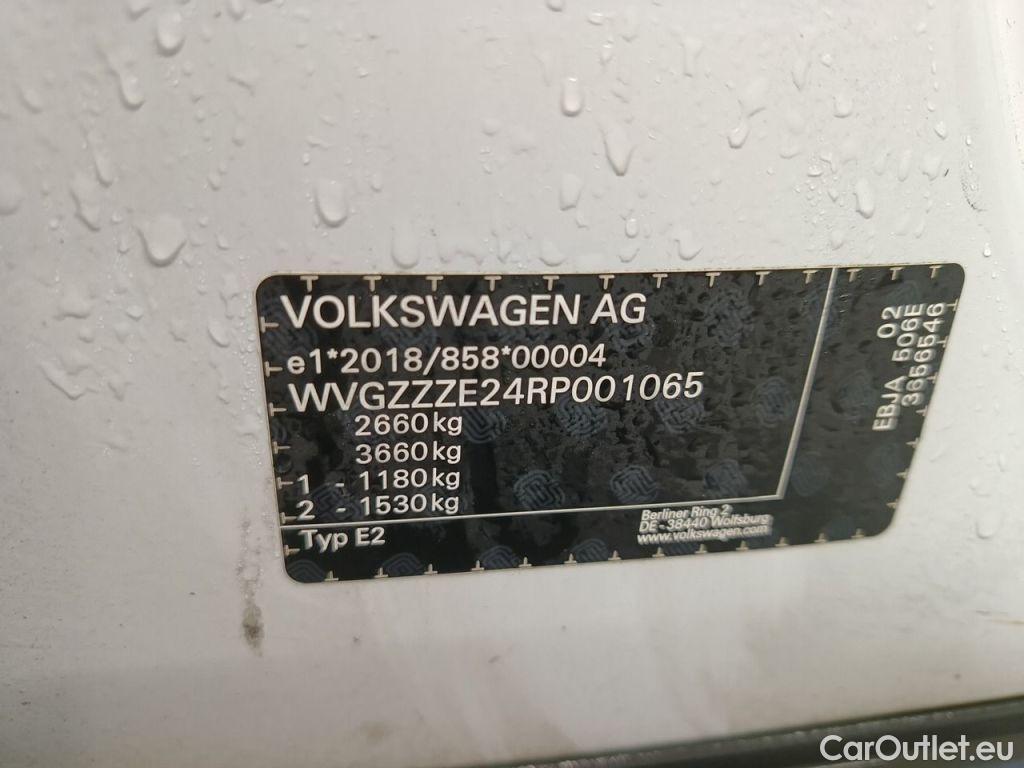 VOLKSWAGEN AG
e1*2018/858*00004
WVGZZZE24RP001065
2660kg
3660kg
1 - 1180kg
2 - 1530kg
Typ E2
Berliner Ring 2
DE - 38440 Wolfsburg
www.volkswagen.com
EBJA 02
506E
3656546
CarOutlet.eu